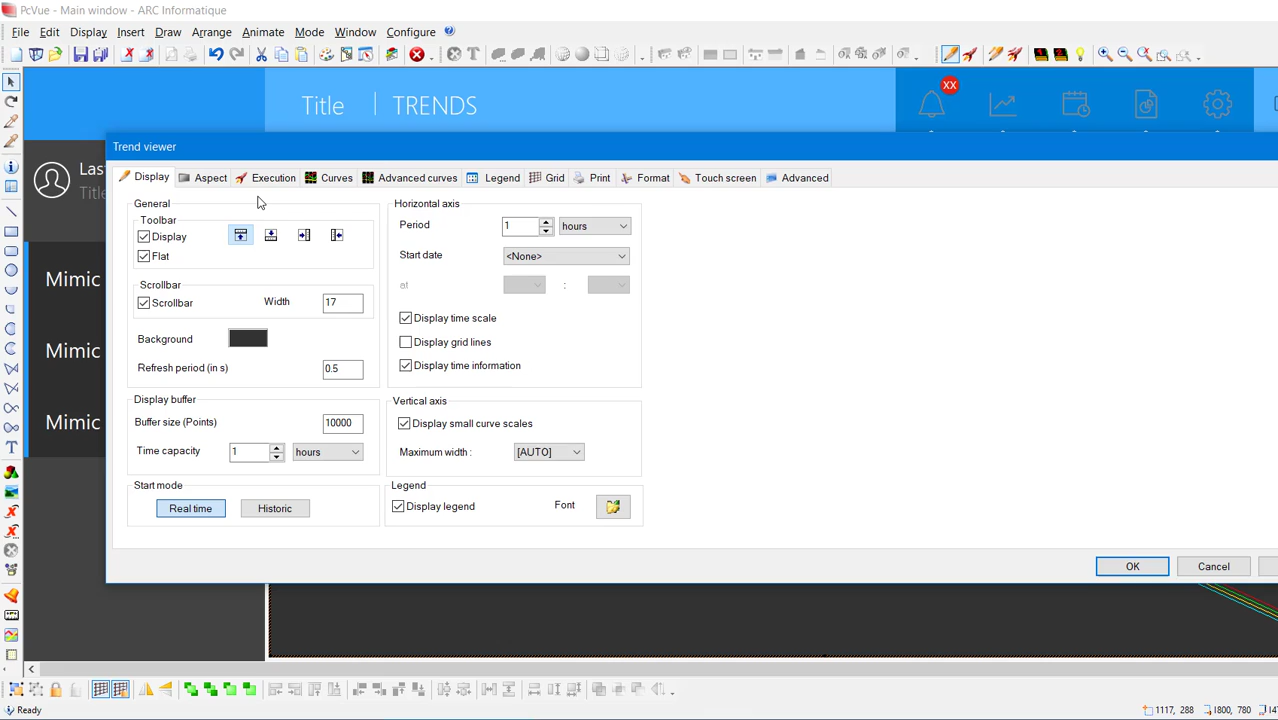 PcVue - Main window - ARC Informatique
File Edit Display Insert Draw Arrange Animate Mode Window Configure
Title | TRENDS
XX
Trend viewer
Display Aspect Execution Curves Advanced curves Legend Grid Print Format Touch screen Advanced
Las
Title
Mimic
Mimic
Mimic
General
Toolbar
Display
Flat
Scrollbar
Scrollbar Width 17
Background
Refresh period (in s) 0.5
Display buffer
Buffer size (Points) 10000
Time capacity 1 hours
Start mode
Real time Historic
Horizontal axis
Period 1 hours
Start date <None>
at :
Display time scale
Display grid lines
Display time information
Vertical axis
Display small curve scales
Maximum width : [AUTO]
Legend
Display legend Font
OK Cancel
Ready
1117, 288 1800, 780